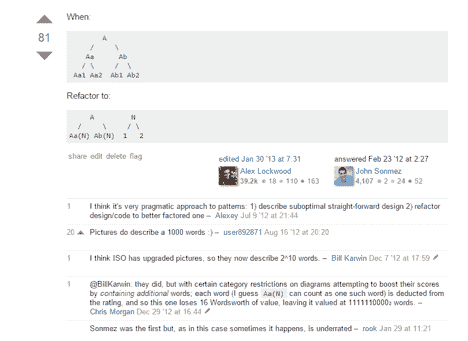 When:
81
A
/ \
Aa Ab
/ \ / \
Aa1 Aa2 Ab1 Ab2
Refactor to:
A N
/ \ / \
Aa(N) Ab(N) 1 2
share edit delete flag
edited Jan 30 '13 at 7:31
Alex Lockwood
39.2k 18 110 163
answered Feb 23 '12 at 2:27
John Sonmez
4,107 2 24 52
1 I think it's very pragmatic approach to patterns: 1) describe suboptimal straight-forward design 2) refactor
design/code to better factored one – Alexey Jul 9 '12 at 21:44
20 Pictures do describe a 1000 words :) – user892871 Aug 16 '12 at 20:20
1 I think ISO has upgraded pictures, so they now describe 2^10 words. – Bill Karwin Dec 7 '12 at 17:59
1 @BillKarwin: they did, but with certain category restrictions on diagrams attempting to boost their scores
by containing additional words; each word (I guess Aa(N) can count as one such word) is deducted from
the rating, and so this one loses 16 Wordsworth of value, leaving it valued at 1111110000₂ words. –
Chris Morgan Dec 29 '12 at 16:44
Sonmez was the first but, as in this case sometimes it happens, Is underrated – rook Jan 29 at 11:21